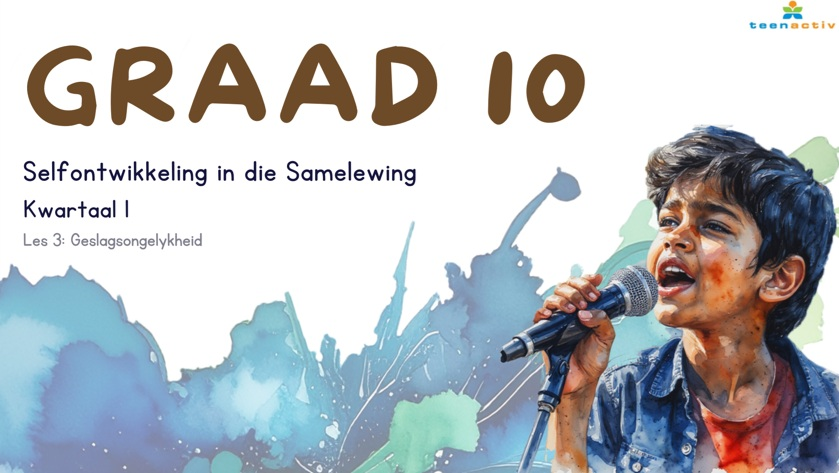 teenactiv
GRAAD 10
Selfontwikkeling in die Samelewing
Kwartaal 1
Les 3: Geslagsongelykheid